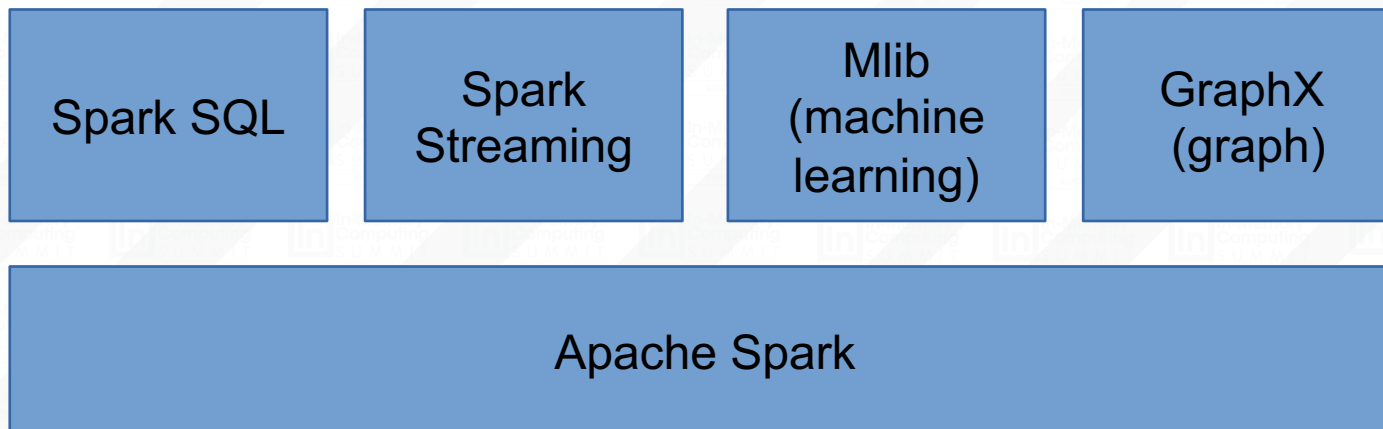 Spark SQL
Spark
Streaming
Mlib
(machine
learning)
GraphX
(graph)
Apache Spark